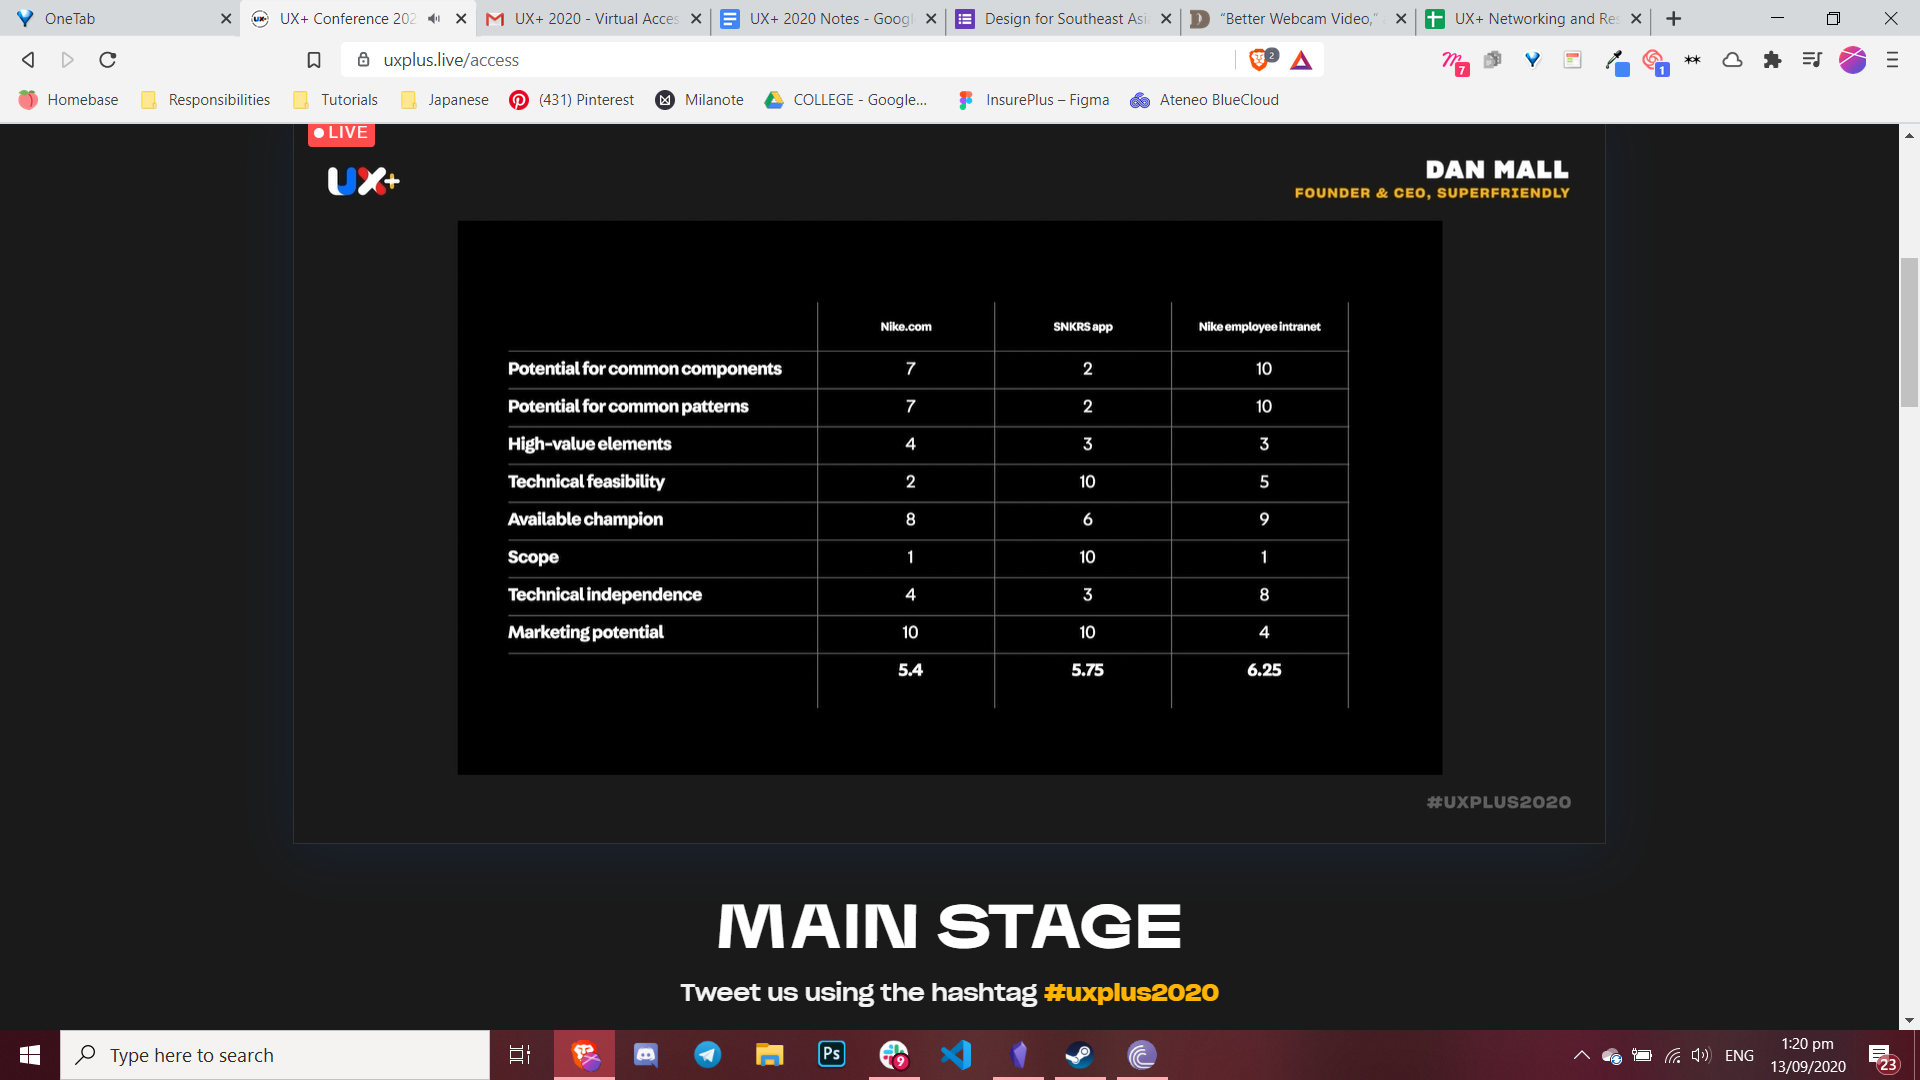 OneTab
UX+ Conference 202
UX+ 2020 - Virtual Acces
UX+ 2020 Notes - Googl
Design for Southeast Asi
“Better Webcam Video,”
UX+ Networking and Res
uxplus.live/access
2
7
1
Homebase
Responsibilities
Tutorials
Japanese
(431) Pinterest
Milanote
COLLEGE - Google...
InsurePlus – Figma
Ateneo BlueCloud
LIVE
UX+
DAN MALL
FOUNDER & CEO, SUPERFRIENDLY
Nike.com SNKRS app Nike employee intranet
Potential for common components 7 2 10
Potential for common patterns 7 2 10
High-value elements 4 3 3
Technical feasibility 2 10 5
Available champion 8 6 9
Scope 1 10 1
Technical independence 4 3 8
Marketing potential 10 10 4
5.4 5.75 6.25
#UXPLUS2020
MAIN STAGE
Tweet us using the hashtag #uxplus2020
Type here to search
Ps
9
ENG
1:20 pm
13/09/2020
23